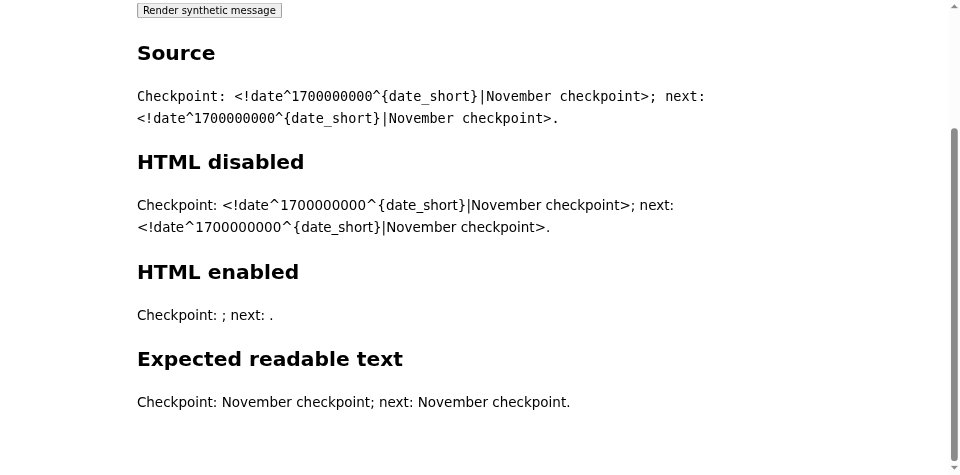 Render synthetic message
Source
Checkpoint: <!date^1700000000^{date_short}|November checkpoint>; next:
<!date^1700000000^{date_short}|November checkpoint>.
HTML disabled
Checkpoint: <!date^1700000000^{date_short}|November checkpoint>; next:
<!date^1700000000^{date_short}|November checkpoint>.
HTML enabled
Checkpoint: ; next: .
Expected readable text
Checkpoint: November checkpoint; next: November checkpoint.